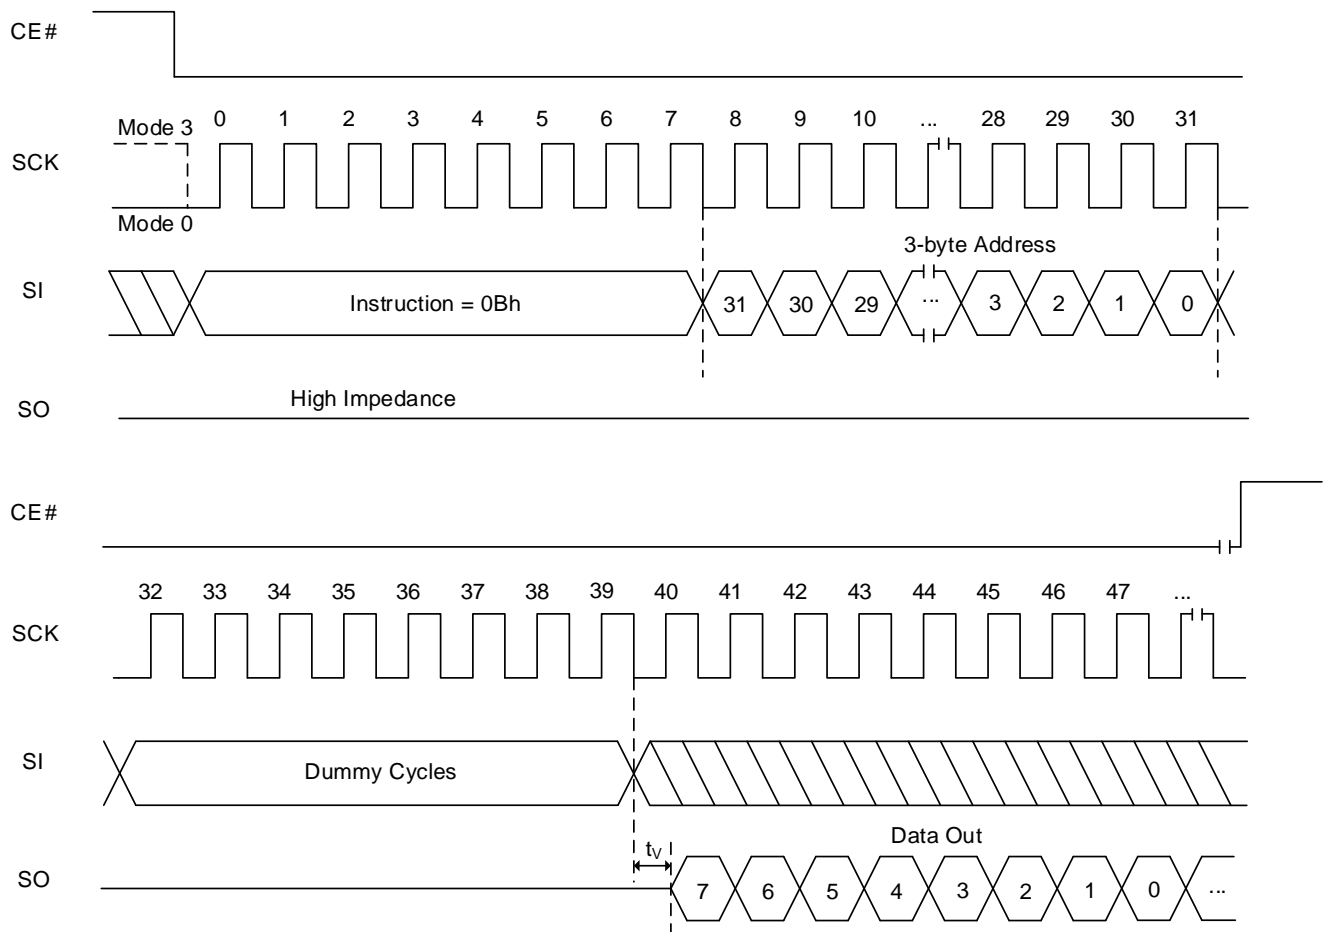 CE#
0 1 2 3 4 5 6 7 8 9 10 ... 28 29 30 31
Mode 3
SCK
Mode 0
3-byte Address
SI
Instruction = 0Bh
31 30 29 ... 3 2 1 0
High Impedance
SO
CE#
32 33 34 35 36 37 38 39 40 41 42 43 44 45 46 47 ...
SCK
SI
Dummy Cycles
Data Out
tV
SO
7 6 5 4 3 2 1 0 ...